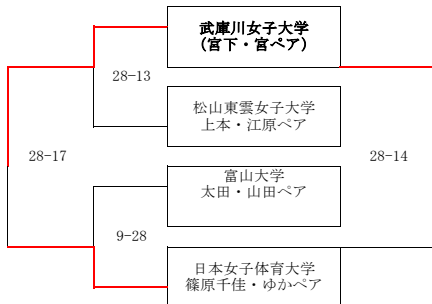 武庫川女子大学
(宮下・宮ペア)
28-13
松山東雲女子大学
上本・江原ペア
28-17
28-14
富山大学
太田・山田ペア
9-28
日本女子体育大学
篠原千佳・ゆかペア